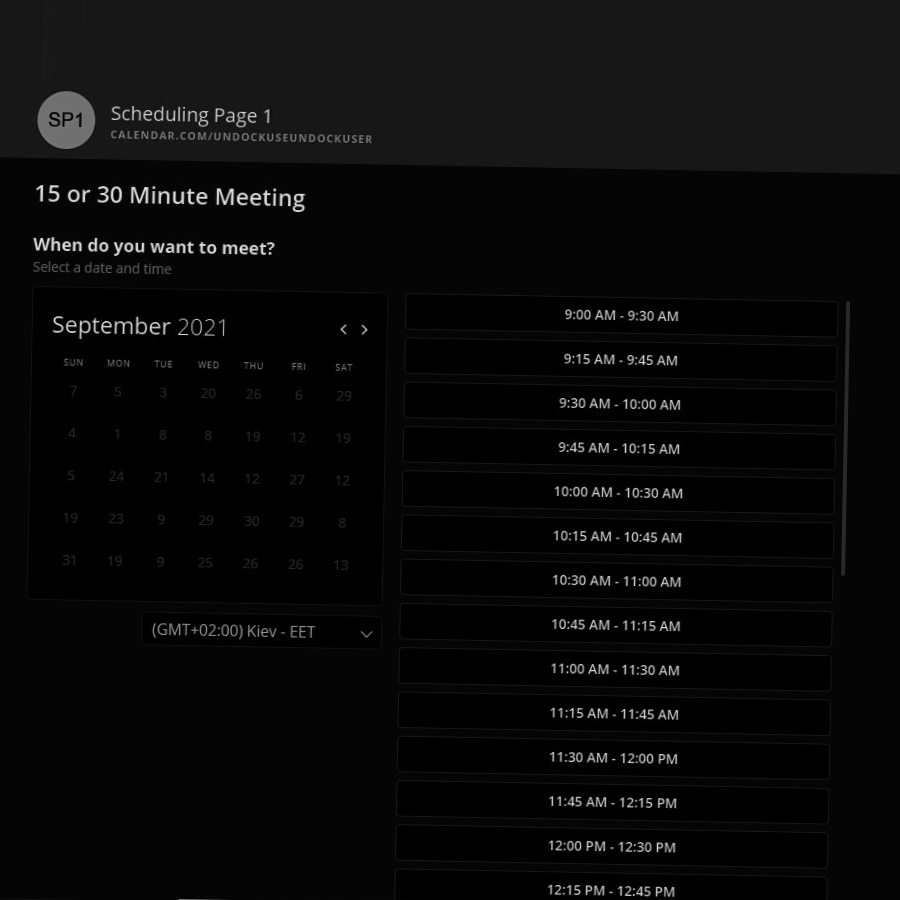 SP1
Scheduling Page 1
CALENDAR.COM/UNDOCKUSEUNDOCKUSER
15 or 30 Minute Meeting
When do you want to meet?
Select a date and time
September 2021
SUN MON TUE WED THU FRI SAT
7 5 3 20 26 6 29
4 1 8 8 19 12 19
5 24 21 14 12 27 12
19 23 9 29 30 29 8
31 19 9 25 26 26 13
(GMT+02:00) Kiev - EET
9:00 AM - 9:30 AM
9:15 AM - 9:45 AM
9:30 AM - 10:00 AM
9:45 AM - 10:15 AM
10:00 AM - 10:30 AM
10:15 AM - 10:45 AM
10:30 AM - 11:00 AM
10:45 AM - 11:15 AM
11:00 AM - 11:30 AM
11:15 AM - 11:45 AM
11:30 AM - 12:00 PM
11:45 AM - 12:15 PM
12:00 PM - 12:30 PM
12:15 PM - 12:45 PM